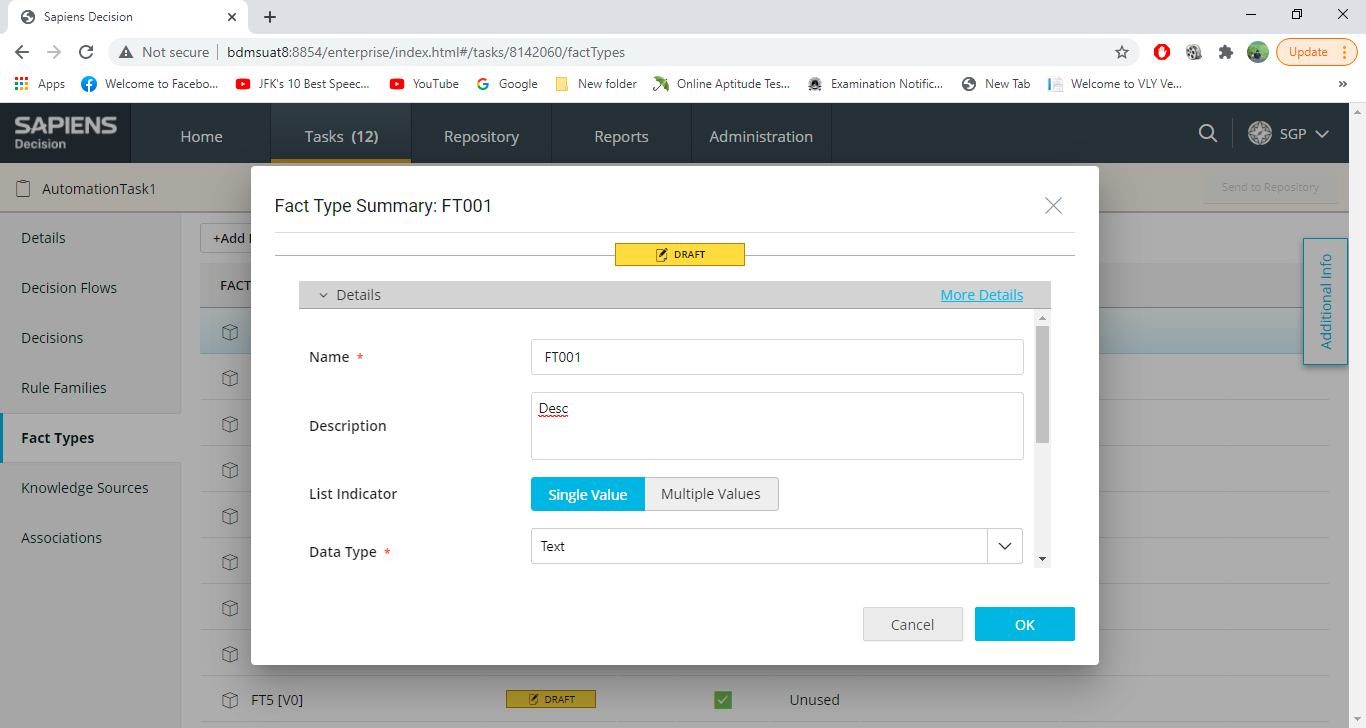 Sapiens Decision
Not secure
bdmsuat8:8854/enterprise/index.html#/tasks/8142060/factTypes
Update
Apps
Welcome to Facebo...
JFK's 10 Best Speec...
YouTube
Google
New folder
Online Aptitude Tes...
Examination Notific...
New Tab
Welcome to VLY Ve...
»
SAPIENS
Decision
Home
Tasks (12)
Repository
Reports
Administration
SGP
AutomationTask1
Send to Repository
Details
Decision Flows
Decisions
Rule Families
Fact Types
Knowledge Sources
Associations
+Add
FACT
Additional Info
Fact Type Summary: FT001
DRAFT
Details
More Details
Name *
FT001
Description
Desc
List Indicator
Single Value
Multiple Values
Data Type *
Text
Cancel
OK
FT5 [V0]
DRAFT
Unused